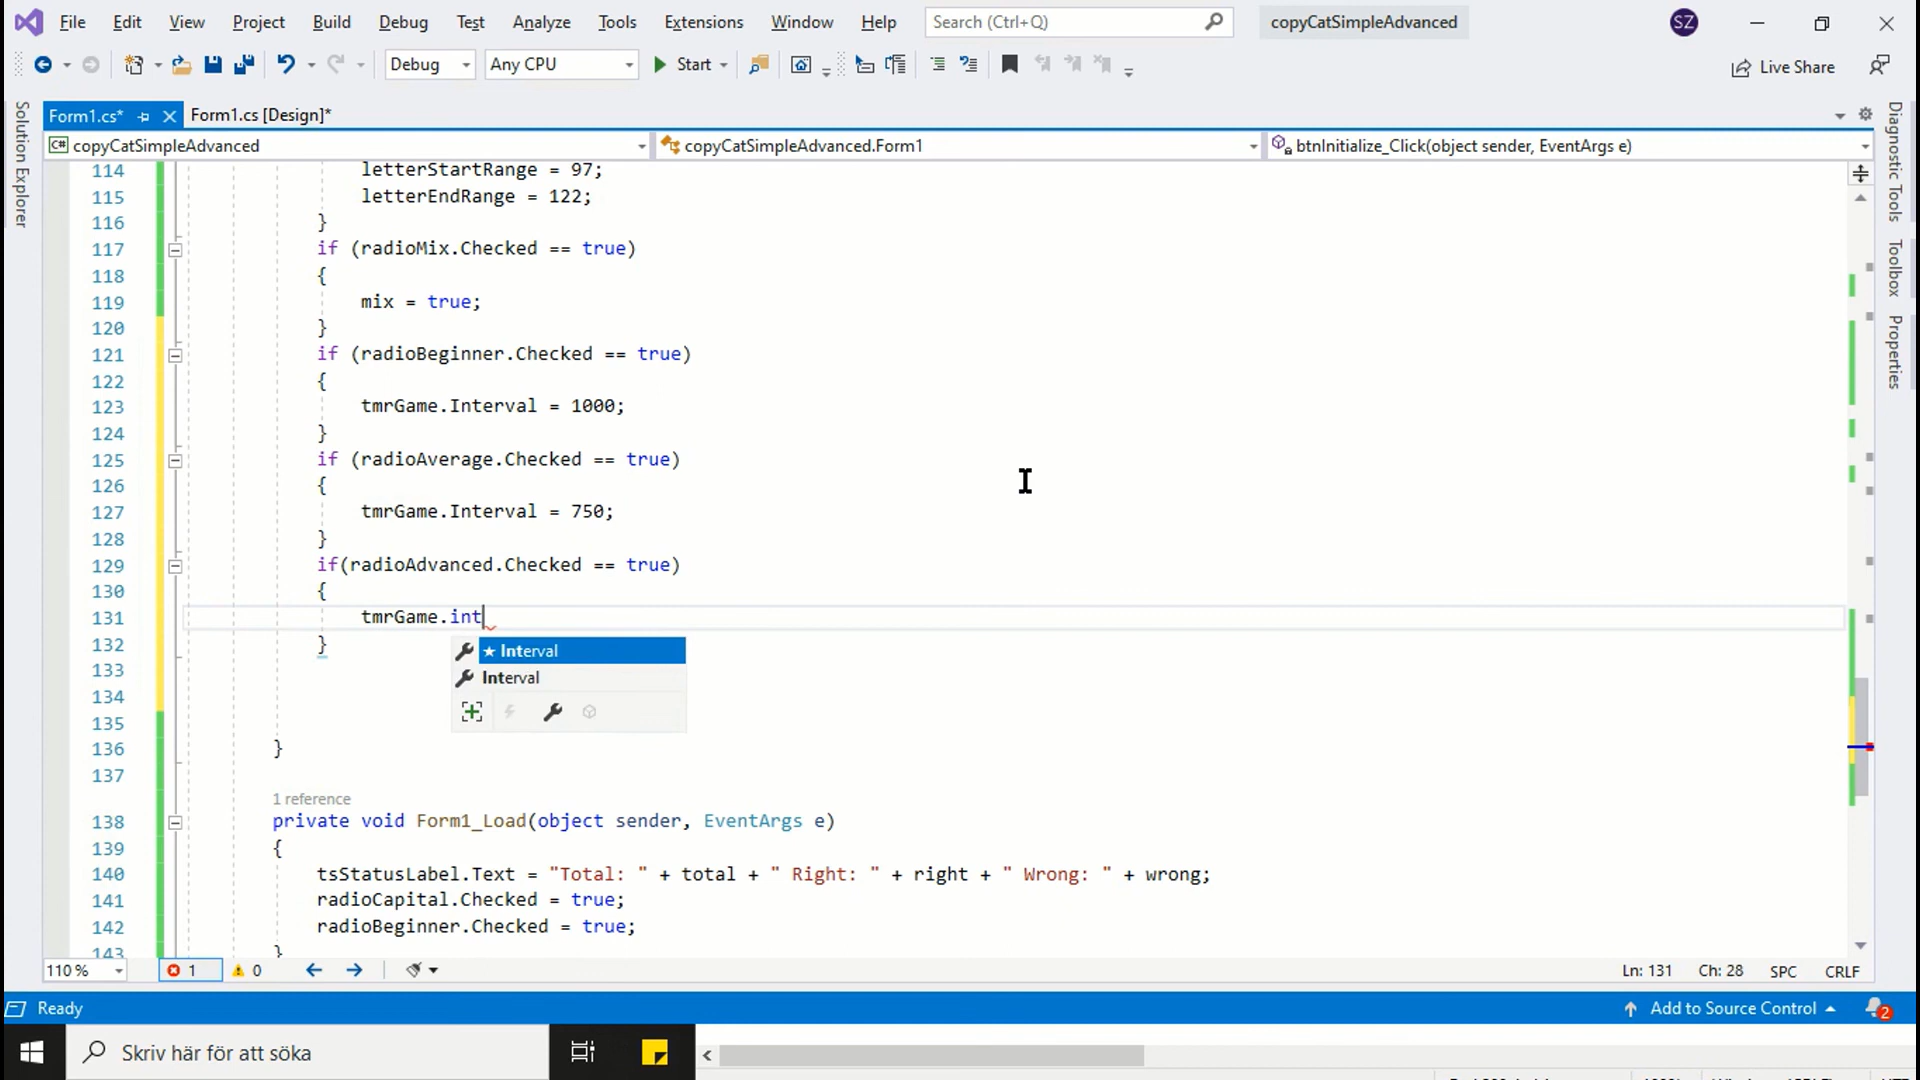 File Edit View Project Build Debug Test Analyze Tools Extensions Window Help Search (Ctrl+Q) copyCatSimpleAdvanced SZ
Debug Any CPU Start Live Share
Form1.cs* Form1.cs [Design]*
copyCatSimpleAdvanced copyCatSimpleAdvanced.Form1 btnInitialize_Click(object sender, EventArgs e)
Solution Explorer
Diagnostic Tools
Toolbox
Properties
114 letterStartRange = 97;
115 letterEndRange = 122;
116 }
117 if (radioMix.Checked == true)
118 {
119 mix = true;
120 }
121 if (radioBeginner.Checked == true)
122 {
123 tmrGame.Interval = 1000;
124 }
125 if (radioAverage.Checked == true)
126 {
127 tmrGame.Interval = 750;
128 }
129 if(radioAdvanced.Checked == true)
130 {
131 tmrGame.int
132 }
★ Interval
133
Interval
134
135
136 }
137
1 reference
138 private void Form1_Load(object sender, EventArgs e)
139 {
140 tsStatusLabel.Text = "Total: " + total + " Right: " + right + " Wrong: " + wrong;
141 radioCapital.Checked = true;
142 radioBeginner.Checked = true;
143 }
110 % 1 0 Ln: 131 Ch: 28 SPC CRLF
Ready Add to Source Control 2
Skriv här för att söka